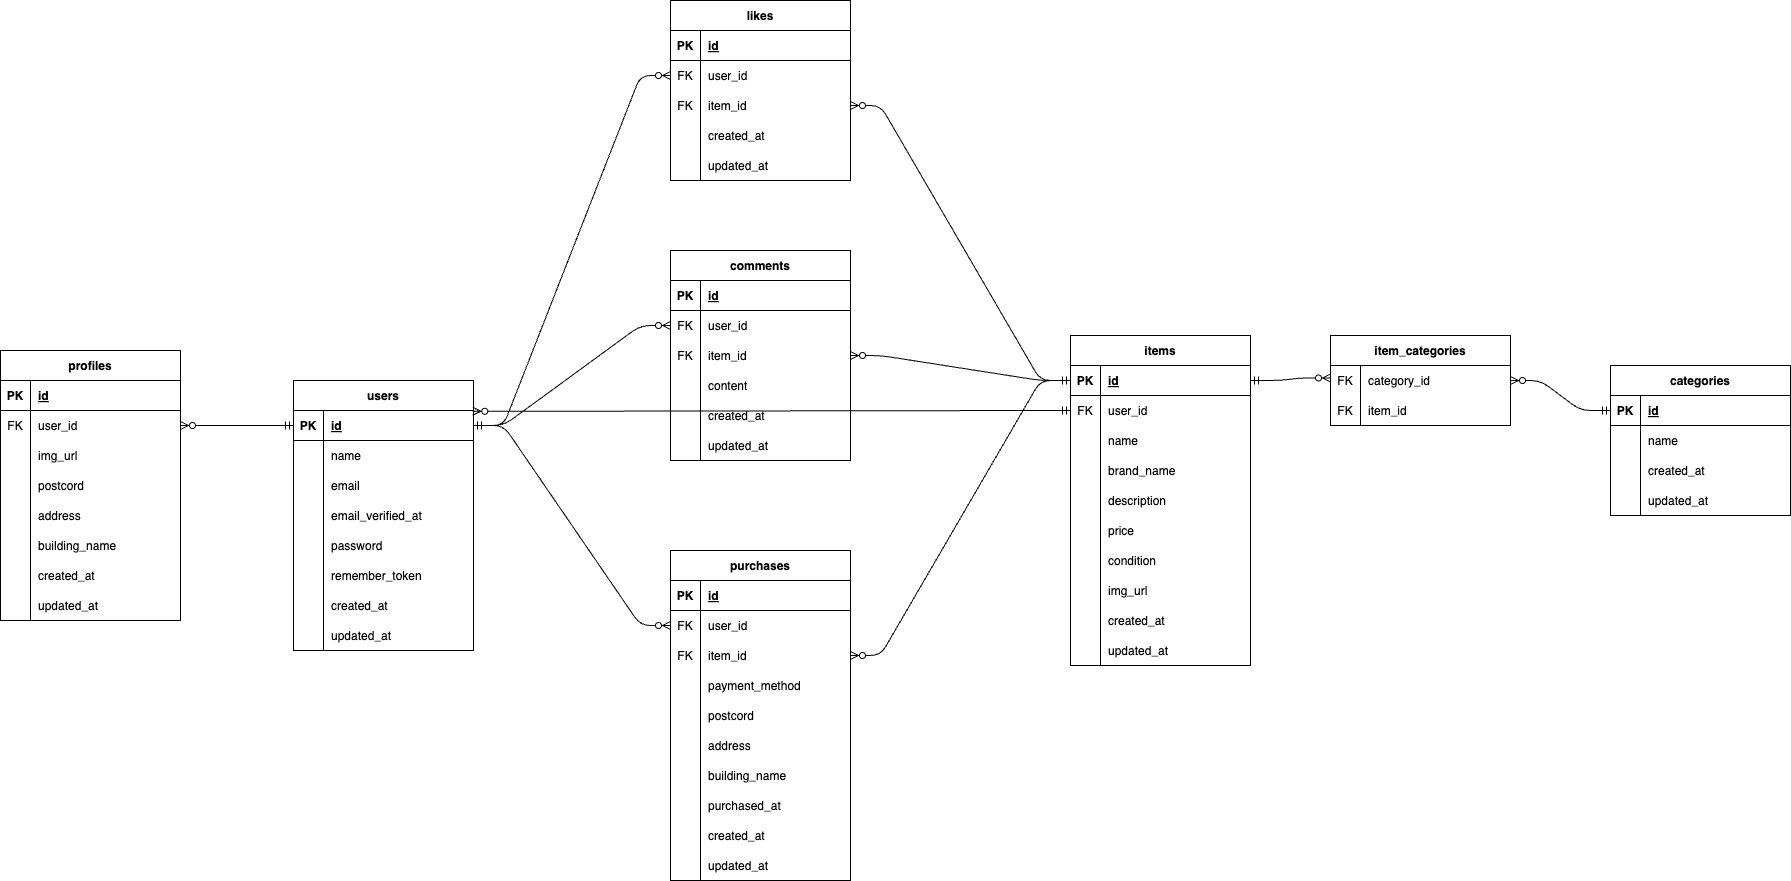 likes
PK id
FK user_id
FK item_id
created_at
updated_at
comments
PK id
FK user_id
FK item_id
content
created_at
updated_at
profiles
PK id
FK user_id
img_url
postcord
address
building_name
created_at
updated_at
users
PK id
name
email
email_verified_at
password
remember_token
created_at
updated_at
purchases
PK id
FK user_id
FK item_id
payment_method
postcord
address
building_name
purchased_at
created_at
updated_at
items
PK id
FK user_id
name
brand_name
description
price
condition
img_url
created_at
updated_at
item_categories
FK category_id
FK item_id
categories
PK id
name
created_at
updated_at